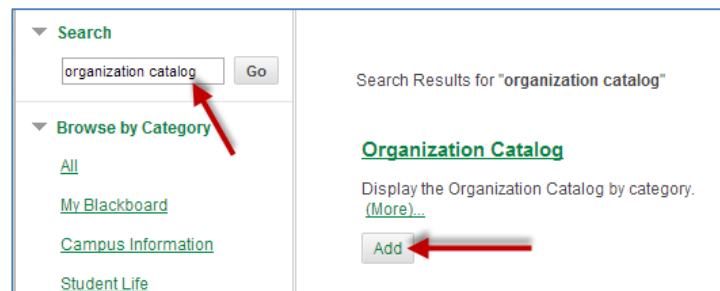 Search
organization catalog Go
Browse by Category
All
My Blackboard
Campus Information
Student Life
Search Results for "organization catalog"
Organization Catalog
Display the Organization Catalog by category.
(More)...
Add